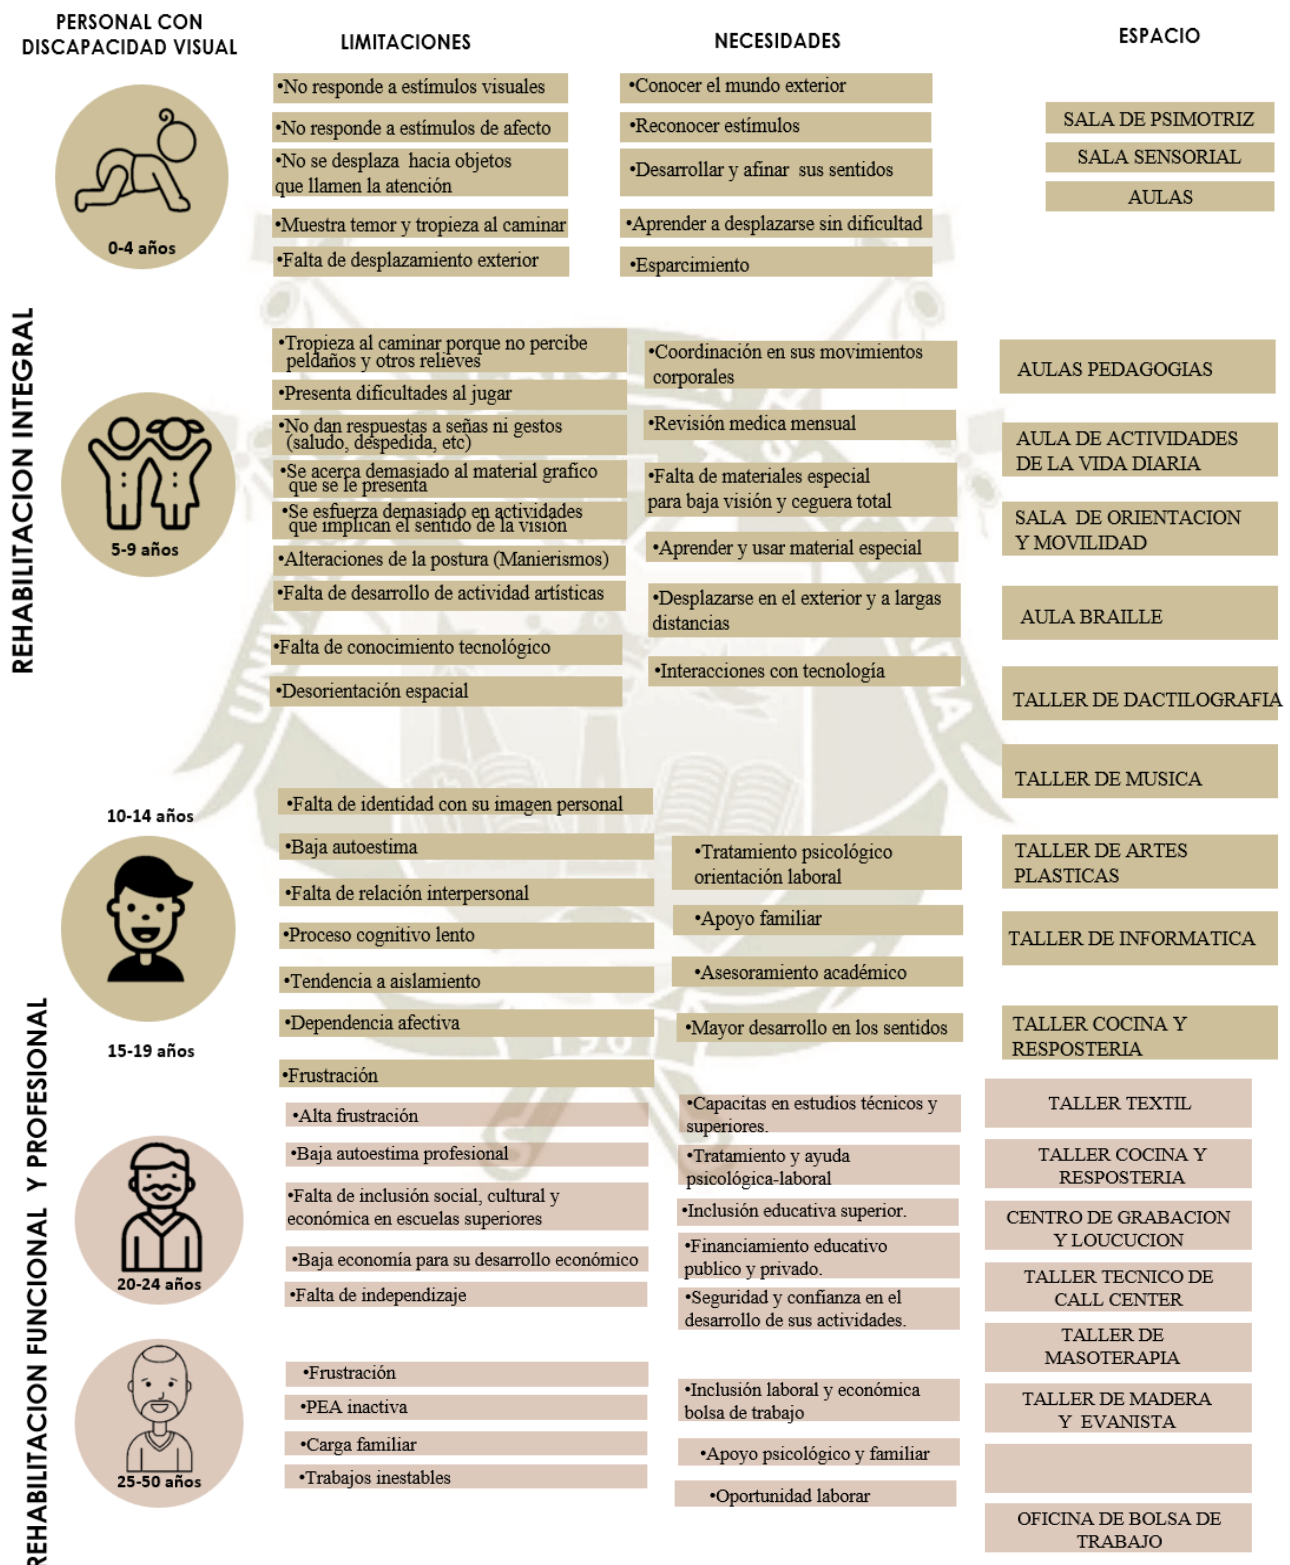 PERSONAL CON
DISCAPACIDAD VISUAL
LIMITACIONES
NECESIDADES
ESPACIO
REHABILITACION INTEGRAL
0-4 años
•No responde a estímulos visuales
•No responde a estímulos de afecto
•No se desplaza hacia objetos
que llamen la atención
•Muestra temor y tropieza al caminar
•Falta de desplazamiento exterior
•Conocer el mundo exterior
•Reconocer estímulos
•Desarrollar y afinar sus sentidos
•Aprender a desplazarse sin dificultad
•Esparcimiento
SALA DE PSIMOTRIZ
SALA SENSORIAL
AULAS
5-9 años
•Tropieza al caminar porque no percibe
peldaños y otros relieves
•Presenta dificultades al jugar
•No dan respuestas a señas ni gestos
(saludo, despedida, etc)
•Se acerca demasiado al material grafico
que se le presenta
•Se esfuerza demasiado en actividades
que implican el sentido de la visión
•Alteraciones de la postura (Manierismos)
•Falta de desarrollo de actividad artísticas
•Falta de conocimiento tecnológico
•Desorientación espacial
•Coordinación en sus movimientos
corporales
•Revisión medica mensual
•Falta de materiales especial
para baja visión y ceguera total
•Aprender y usar material especial
•Desplazarse en el exterior y a largas
distancias
•Interacciones con tecnología
AULAS PEDAGOGIAS
AULA DE ACTIVIDADES
DE LA VIDA DIARIA
SALA DE ORIENTACION
Y MOVILIDAD
AULA BRAILLE
TALLER DE DACTILOGRAFIA
TALLER DE MUSICA
10-14 años
15-19 años
•Falta de identidad con su imagen personal
•Baja autoestima
•Falta de relación interpersonal
•Proceso cognitivo lento
•Tendencia a aislamiento
•Dependencia afectiva
•Frustración
•Tratamiento psicológico
orientación laboral
•Apoyo familiar
•Asesoramiento académico
•Mayor desarrollo en los sentidos
TALLER DE ARTES
PLASTICAS
TALLER DE INFORMATICA
TALLER COCINA Y
RESPOSTERIA
REHABILITACION FUNCIONAL Y PROFESIONAL
20-24 años
•Alta frustración
•Baja autoestima profesional
•Falta de inclusión social, cultural y
económica en escuelas superiores
•Baja economía para su desarrollo económico
•Falta de independizaje
•Capacitas en estudios técnicos y
superiores.
•Tratamiento y ayuda
psicológica-laboral
•Inclusión educativa superior.
•Financiamiento educativo
publico y privado.
•Seguridad y confianza en el
desarrollo de sus actividades.
TALLER TEXTIL
TALLER COCINA Y
RESPOSTERIA
CENTRO DE GRABACION
Y LOUCUCION
TALLER TECNICO DE
CALL CENTER
TALLER DE
MASOTERAPIA
25-50 años
•Frustración
•PEA inactiva
•Carga familiar
•Trabajos inestables
•Inclusión laboral y económica
bolsa de trabajo
•Apoyo psicológico y familiar
•Oportunidad laborar
TALLER DE MADERA
Y EVANISTA
OFICINA DE BOLSA DE
TRABAJO